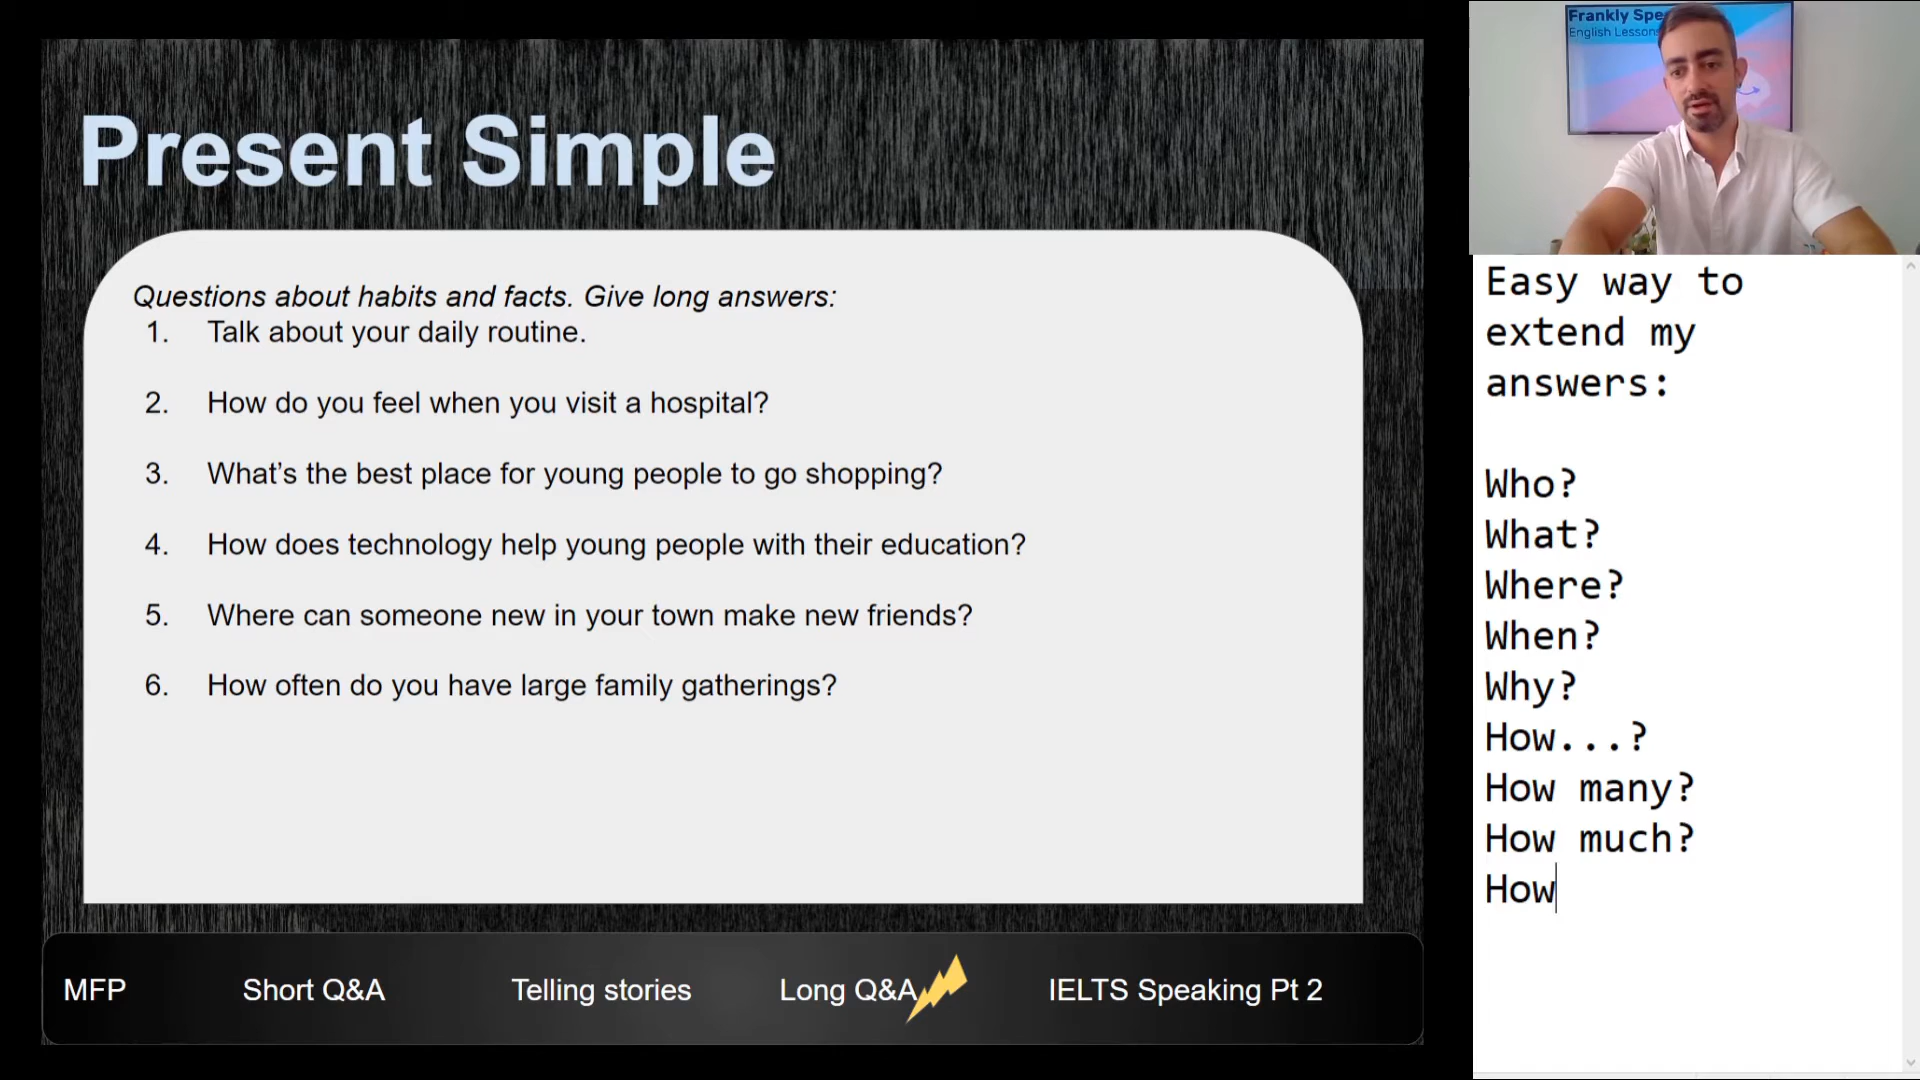 Present Simple
Questions about habits and facts. Give long answers:
1. Talk about your daily routine.
2. How do you feel when you visit a hospital?
3. What's the best place for young people to go shopping?
4. How does technology help young people with their education?
5. Where can someone new in your town make new friends?
6. How often do you have large family gatherings?
MFP Short Q&A Telling stories Long Q&A IELTS Speaking Pt 2
Frankly
English Lessons
Easy way to
extend my
answers:
Who?
What?
Where?
When?
Why?
How...?
How many?
How much?
How